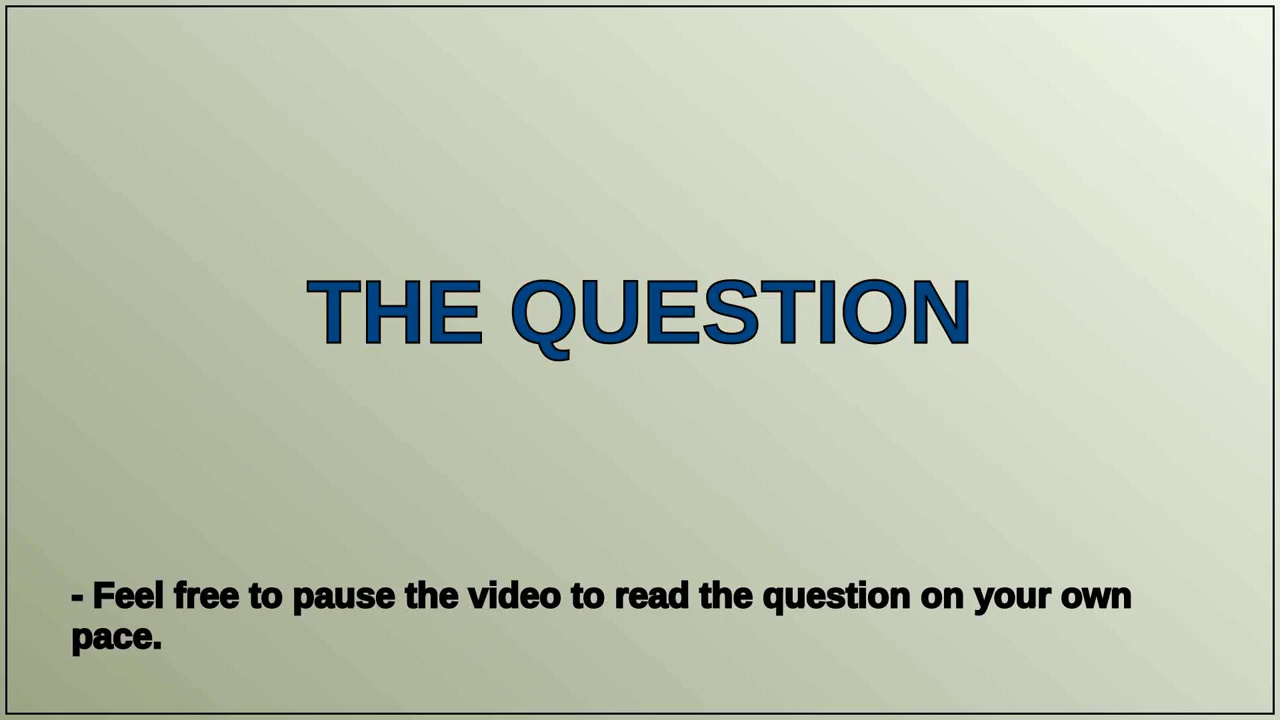 THE QUESTION
- Feel free to pause the video to read the question on your own
pace.